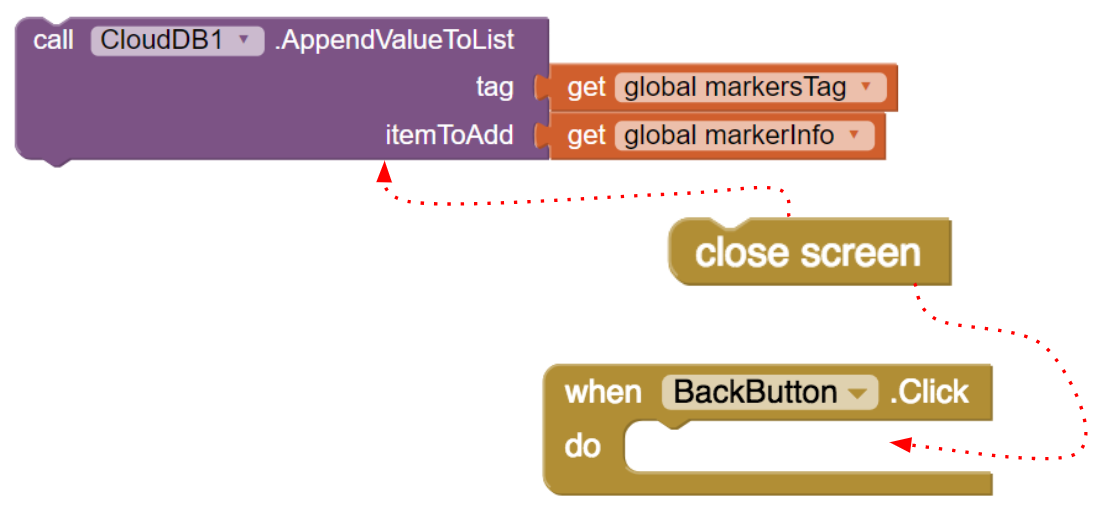 call CloudDB1 .AppendValueToList
tag get global markersTag
itemToAdd get global markerInfo
close screen
when BackButton .Click
do